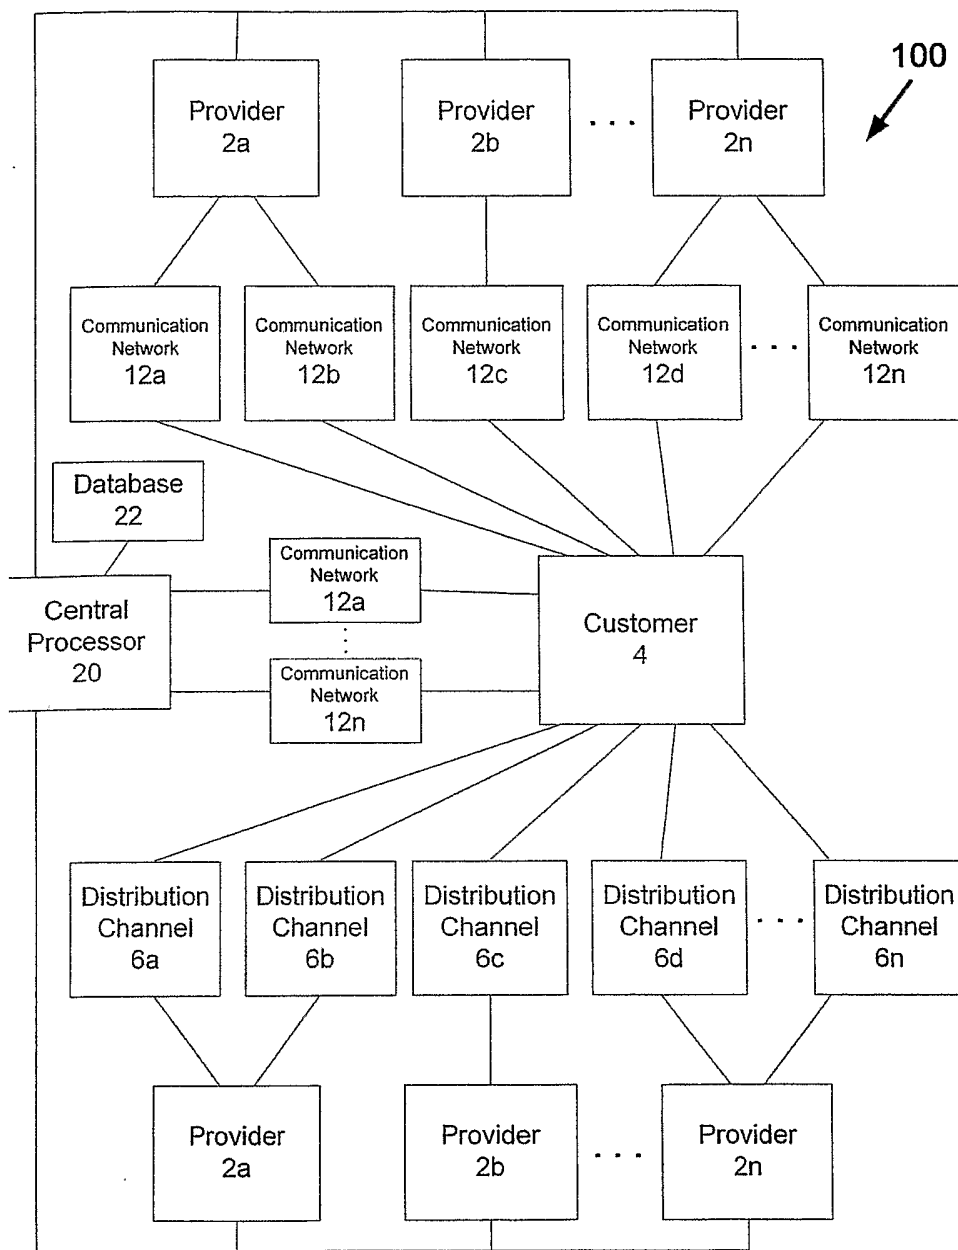 100
Provider
2a
Provider
2b
. . .
Provider
2n
Communication
Network
12a
Communication
Network
12b
Communication
Network
12c
Communication
Network
12d
. . .
Communication
Network
12n
Database
22
Central
Processor
20
Communication
Network
12a
Communication
Network
12n
Customer
4
Distribution
Channel
6a
Distribution
Channel
6b
Distribution
Channel
6c
Distribution
Channel
6d
. . .
Distribution
Channel
6n
Provider
2a
Provider
2b
. . .
Provider
2n